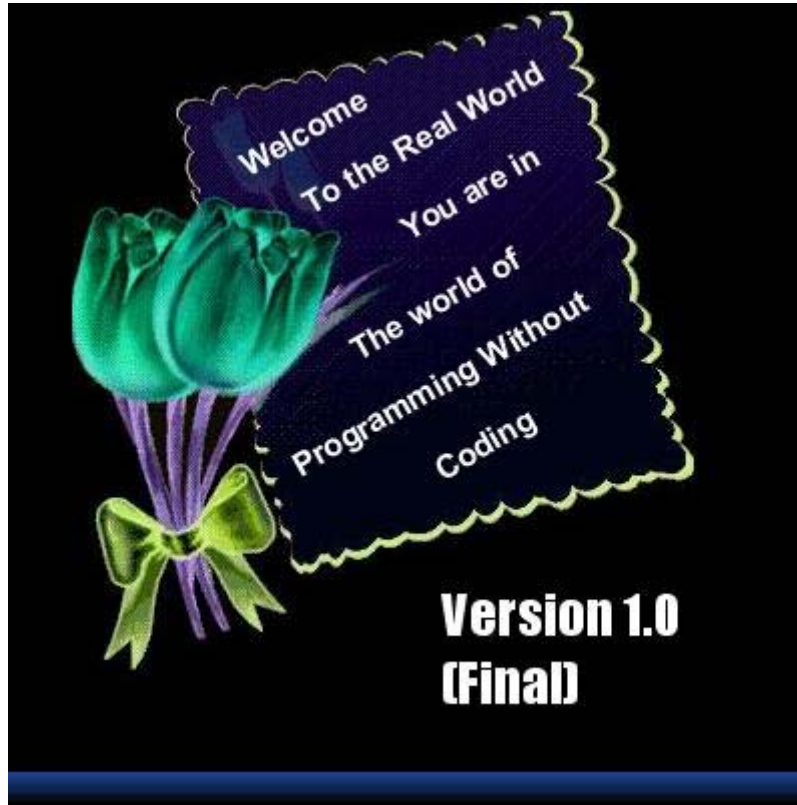 Welcome
To the Real World
You are in
The world of
Programming Without
Coding
Version 1.0
(Final)